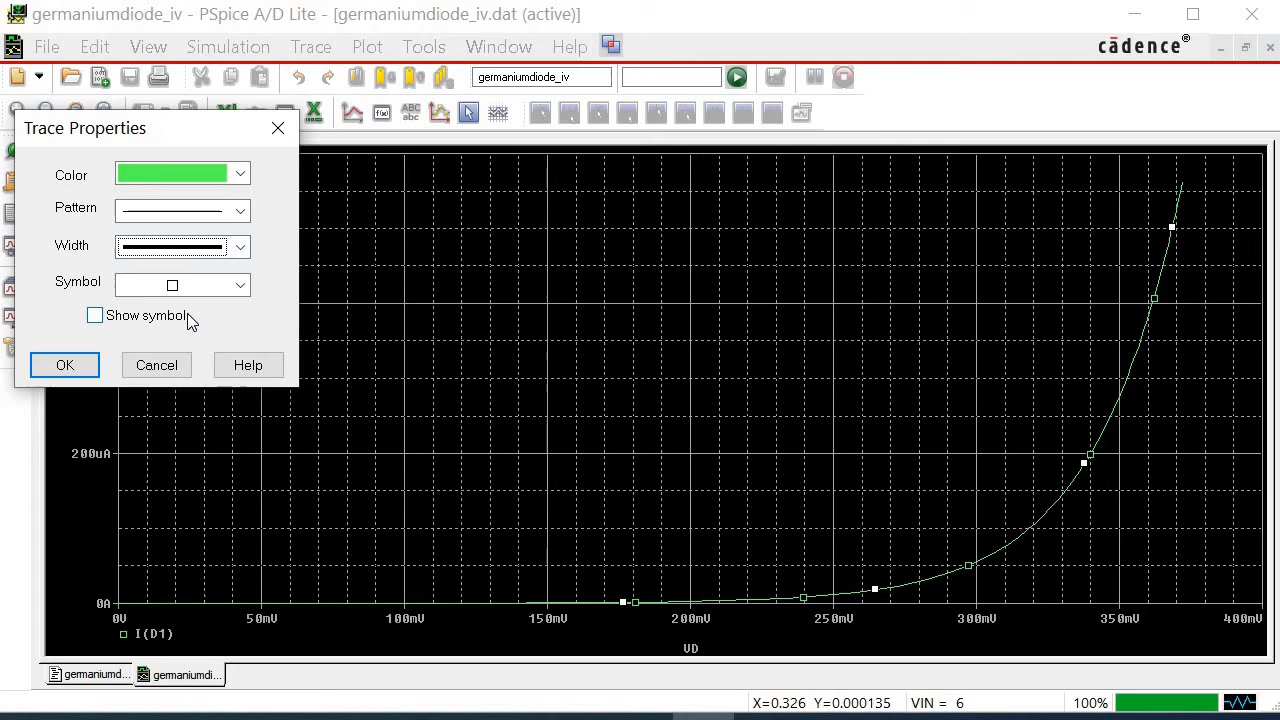 germaniumdiode_iv - PSpice A/D Lite - [germaniumdiode_iv.dat (active)]
File Edit View Simulation Trace Plot Tools Window Help
cādence®
germaniumdiode_iv
ABC
abc
Trace Properties
Color
Pattern
Width
Symbol
Show symbol
OK Cancel Help
200uA
0A
0V 50mV 100mV 150mV 200mV 250mV 300mV 350mV 400mV
I(D1)
VD
germaniumd... germaniumdi...
X=0.326 Y=0.000135 VIN = 6 100%